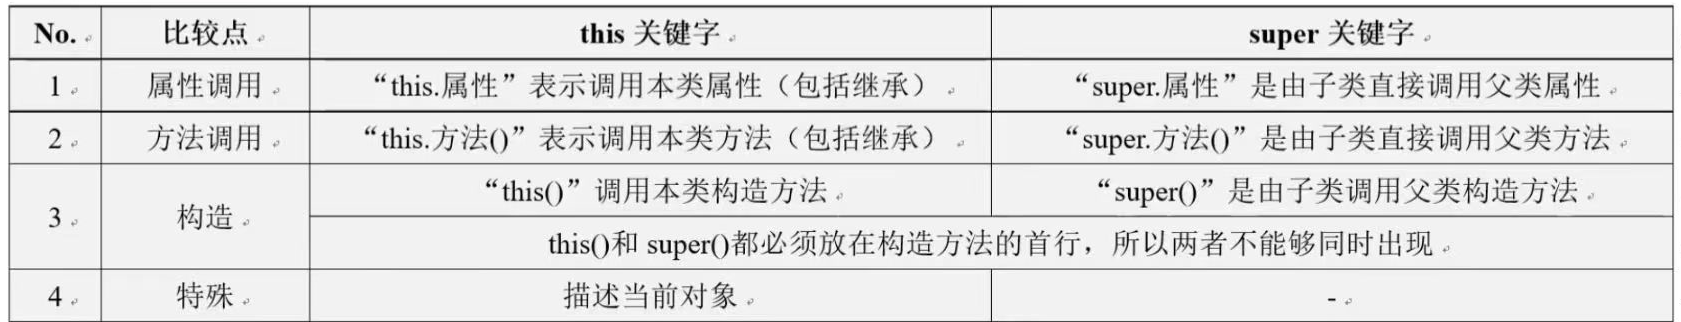 No. 比较点 this 关键字 super 关键字
1 属性调用 “this.属性”表示调用本类属性（包括继承） “super.属性”是由子类直接调用父类属性
2 方法调用 “this.方法()”表示调用本类方法（包括继承） “super.方法()”是由子类直接调用父类方法
3 构造 “this()”调用本类构造方法 “super()”是由子类调用父类构造方法
this()和 super()都必须放在构造方法的首行，所以两者不能够同时出现
4 特殊 描述当前对象 -